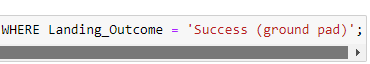 WHERE Landing_Outcome = 'Success (ground pad)';